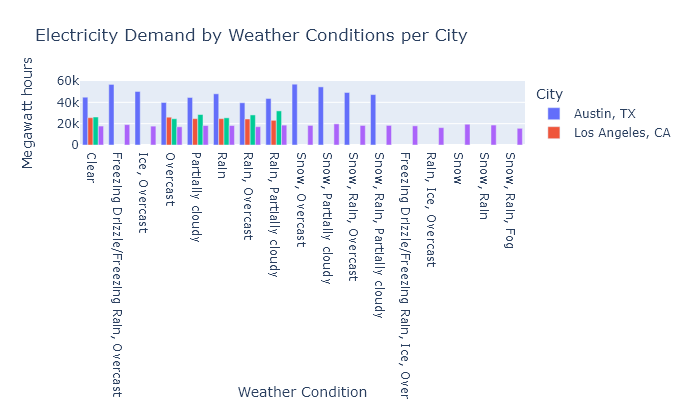 Electricity Demand by Weather Conditions per City
Megawatt hours
60k
40k
20k
0
Clear
Freezing Drizzle/Freezing Rain, Overcast
Ice, Overcast
Overcast
Partially cloudy
Rain
Rain, Overcast
Rain, Partially cloudy
Snow, Overcast
Snow, Partially cloudy
Snow, Rain, Overcast
Snow, Rain, Partially cloudy
Freezing Drizzle/Freezing Rain, Ice, Over
Rain, Ice, Overcast
Snow
Snow, Rain
Snow, Rain, Fog
Weather Condition
City
Austin, TX
Los Angeles, CA